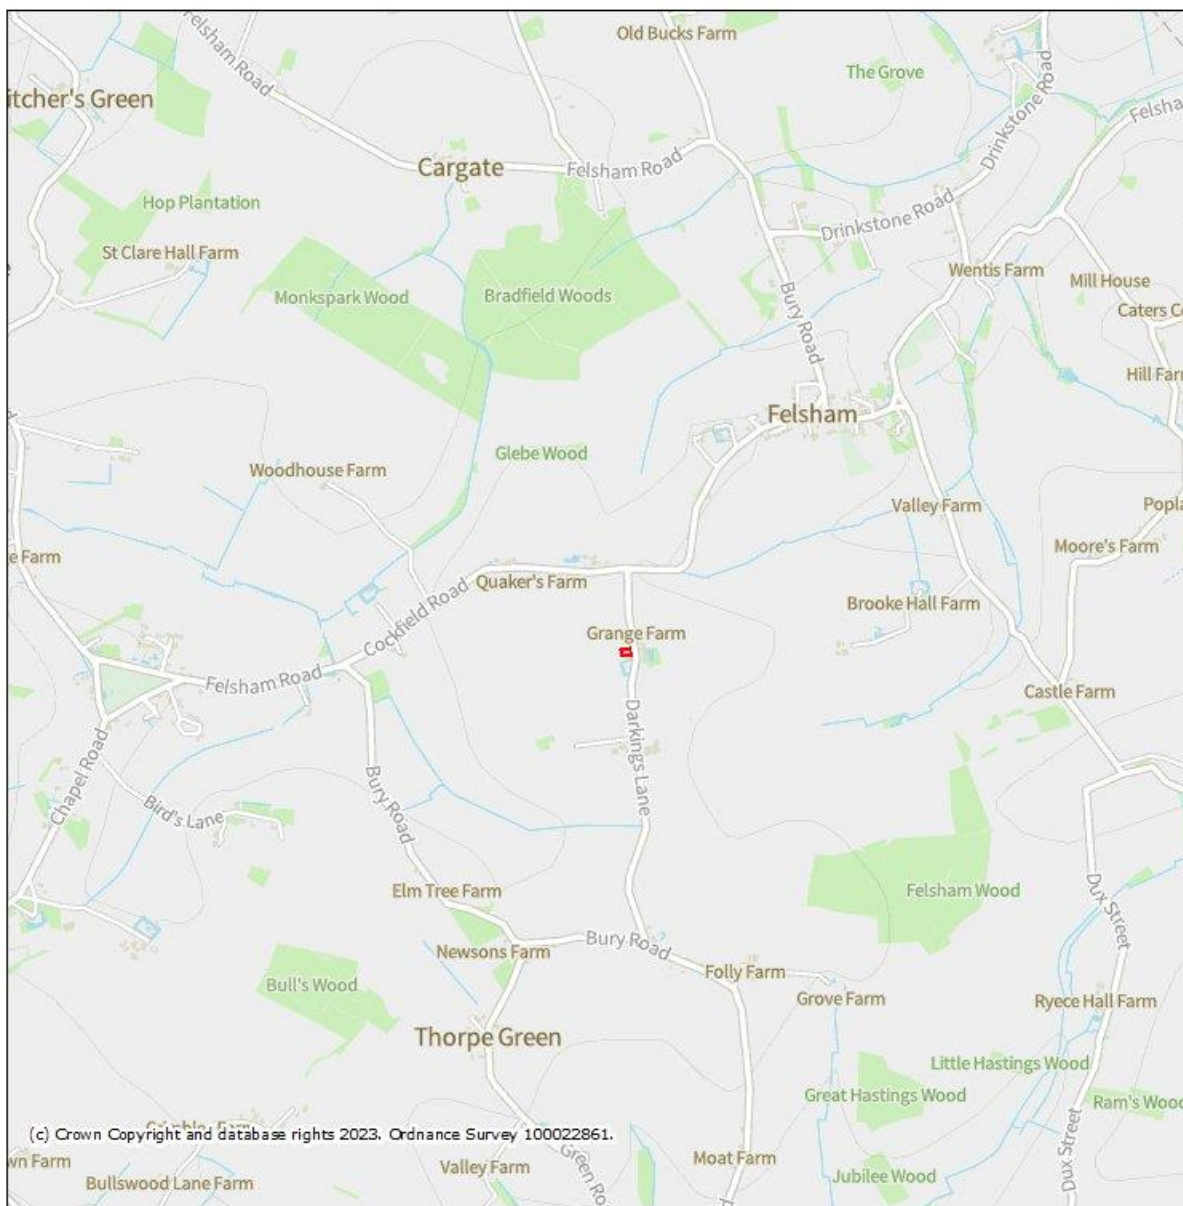 Old Bucks Farm
Felsham Road
The Grove
Drinkstone Road
itcher's Green
Felsha
Cargate
Felsham Road
Hop Plantation
Drinkstone Road
St Clare Hall Farm
Wentis Farm
Mill House
Monkspark Wood
Bradfield Woods
Bury Road
Caters Co
Hill Farm
Felsham
Glebe Wood
Woodhouse Farm
Valley Farm
Popla
e Farm
Moore's Farm
Quaker's Farm
Brooke Hall Farm
Cockfield Road
Grange Farm
Felsham Road
Castle Farm
Darkings Lane
Chapel Road
Bury Road
Bird's Lane
Elm Tree Farm
Felsham Wood
Dux Street
Bury Road
Newsons Farm
Folly Farm
Bull's Wood
Grove Farm
Ryece Hall Farm
Thorpe Green
Little Hastings Wood
Great Hastings Wood
Ram's Wood
Dux Street
(c) Crown Copyright and database rights 2023. Ordnance Survey 100022861.
wn Farm
Valley Farm
Green Ro
Moat Farm
Jubilee Wood
Bullswood Lane Farm